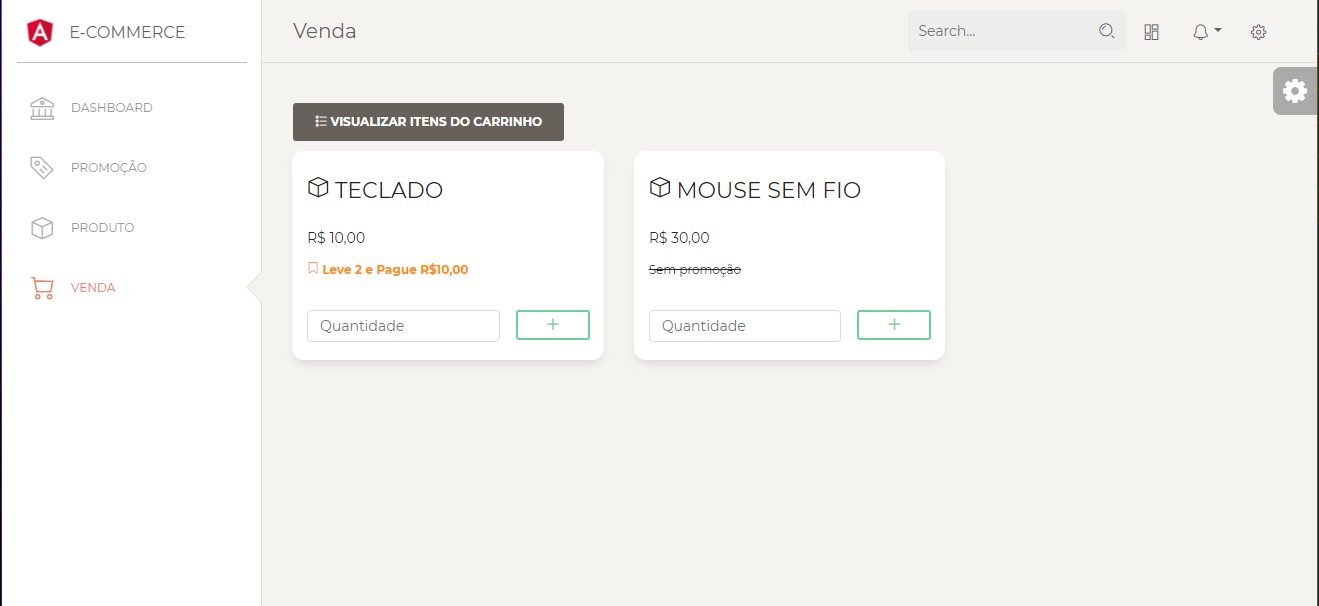 E-COMMERCE
DASHBOARD
PROMOÇÃO
PRODUTO
VENDA
Venda
Search...
VISUALIZAR ITENS DO CARRINHO
TECLADO
R$ 10,00
Leve 2 e Pague R$10,00
Quantidade
+
MOUSE SEM FIO
R$ 30,00
Sem promoção
Quantidade
+